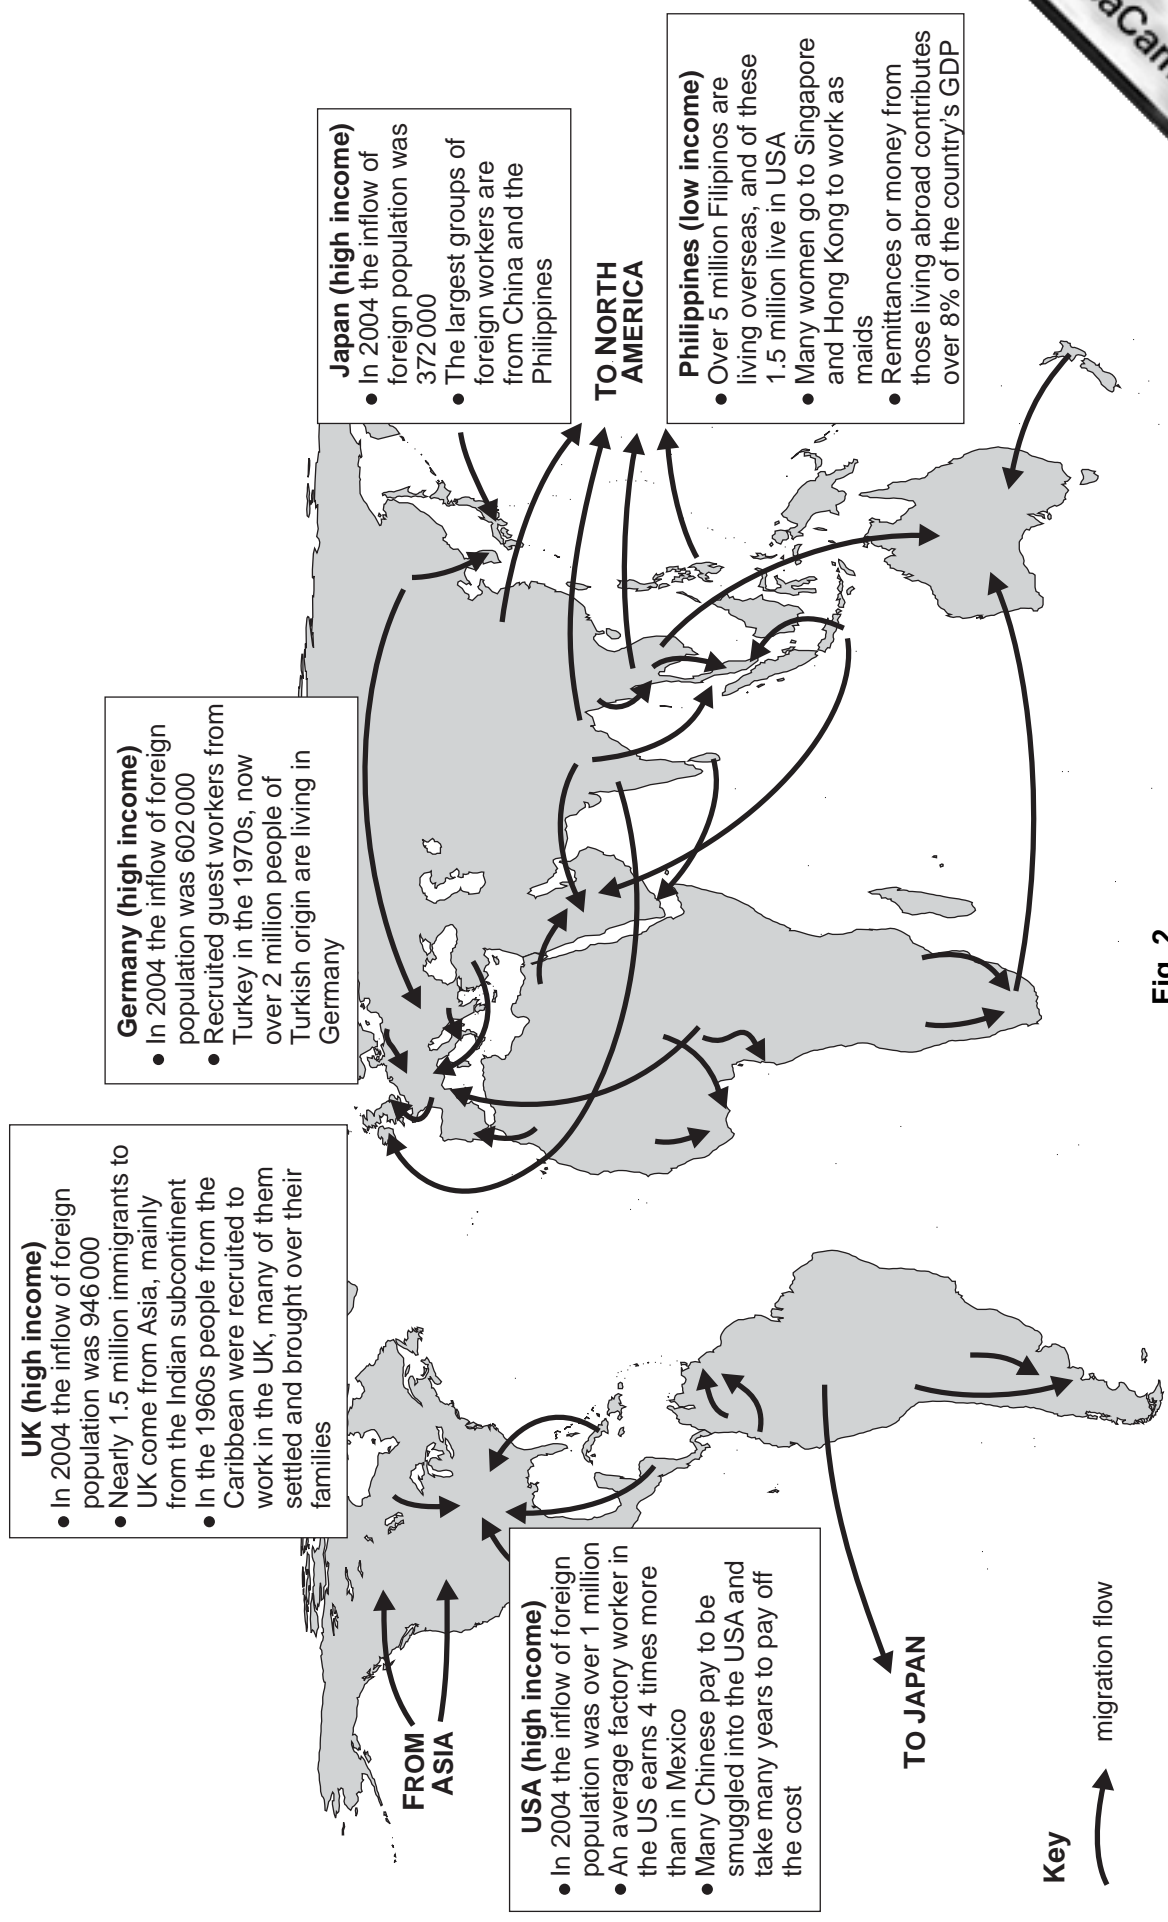 UK (high income)
● In 2004 the inflow of foreign
population was 946 000
● Nearly 1.5 million immigrants to
UK come from Asia, mainly
from the Indian subcontinent
● In the 1960s people from the
Caribbean were recruited to
work in the UK, many of them
settled and brought over their
families
Germany (high income)
● In 2004 the inflow of foreign
population was 602 000
● Recruited guest workers from
Turkey in the 1970s, now
over 2 million people of
Turkish origin are living in
Germany
Japan (high income)
● In 2004 the inflow of
foreign population was
372 000
● The largest groups of
foreign workers are
from China and the
Philippines
TO NORTH
AMERICA
Philippines (low income)
● Over 5 million Filipinos are
living overseas, and of these
1.5 million live in USA
● Many women go to Singapore
and Hong Kong to work as
maids
● Remittances or money from
those living abroad contributes
over 8% of the country's GDP
FROM
ASIA
USA (high income)
● In 2004 the inflow of foreign
population was over 1 million
● An average factory worker in
the US earns 4 times more
than in Mexico
● Many Chinese pay to be
smuggled into the USA and
take many years to pay off
the cost
TO JAPAN
Key
migration flow
Fig. 2